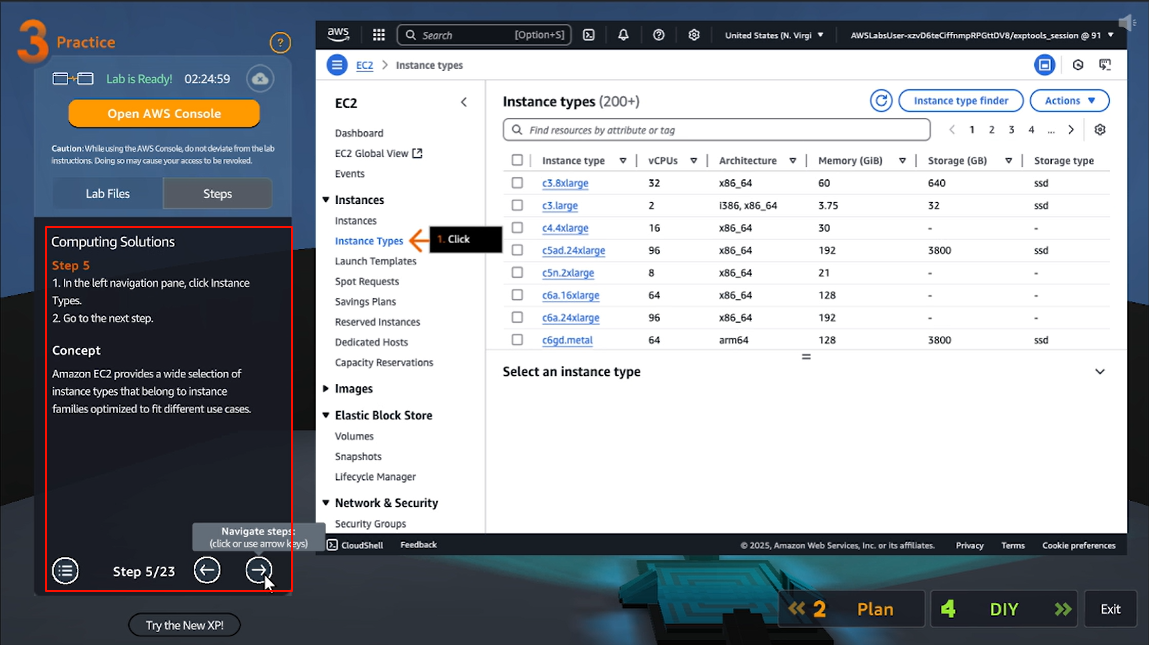 3 Practice
?
Lab is Ready! 02:24:59
Open AWS Console
Caution: While using the AWS Console, do not deviate from the lab
instructions. Doing so may cause your access to be revoked.
Lab Files Steps
Computing Solutions
Step 5
1. In the left navigation pane, click Instance
Types.
2. Go to the next step.
Concept
Amazon EC2 provides a wide selection of
instance types that belong to instance
families optimized to fit different use cases.
Navigate steps:
(click or use arrow keys)
Step 5/23
Try the New XP!
aws Search [Option+S] United States (N. Virgi AWSLabsUser-xzvD6teCiffnmpRPGttDV8/exptools_session @ 91
EC2 > Instance types
EC2
Dashboard
EC2 Global View
Events
Instances
Instances
Instance Types
1. Click
Launch Templates
Spot Requests
Savings Plans
Reserved Instances
Dedicated Hosts
Capacity Reservations
Images
Elastic Block Store
Volumes
Snapshots
Lifecycle Manager
Network & Security
Security Groups
Instance types (200+)
Instance type finder Actions
Find resources by attribute or tag
1 2 3 4 ...
Instance type vCPUs Architecture Memory (GiB) Storage (GB) Storage type
c3.8xlarge 32 x86_64 60 640 ssd
c3.large 2 i386, x86_64 3.75 32 ssd
c4.4xlarge 16 x86_64 30 - -
c5ad.24xlarge 96 x86_64 192 3800 ssd
c5n.2xlarge 8 x86_64 21 - -
c6a.16xlarge 64 x86_64 128 - -
c6a.24xlarge 96 x86_64 192 - -
c6gd.metal 64 arm64 128 3800 ssd
Select an instance type
CloudShell Feedback © 2025, Amazon Web Services, Inc. or its affiliates. Privacy Terms Cookie preferences
2 Plan
4 DIY
Exit